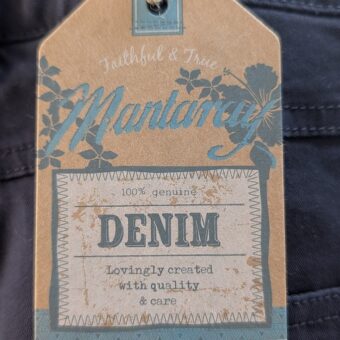 Faithful & True
Mantaray
100% genuine
DENIM
Lovingly created
with quality
& care